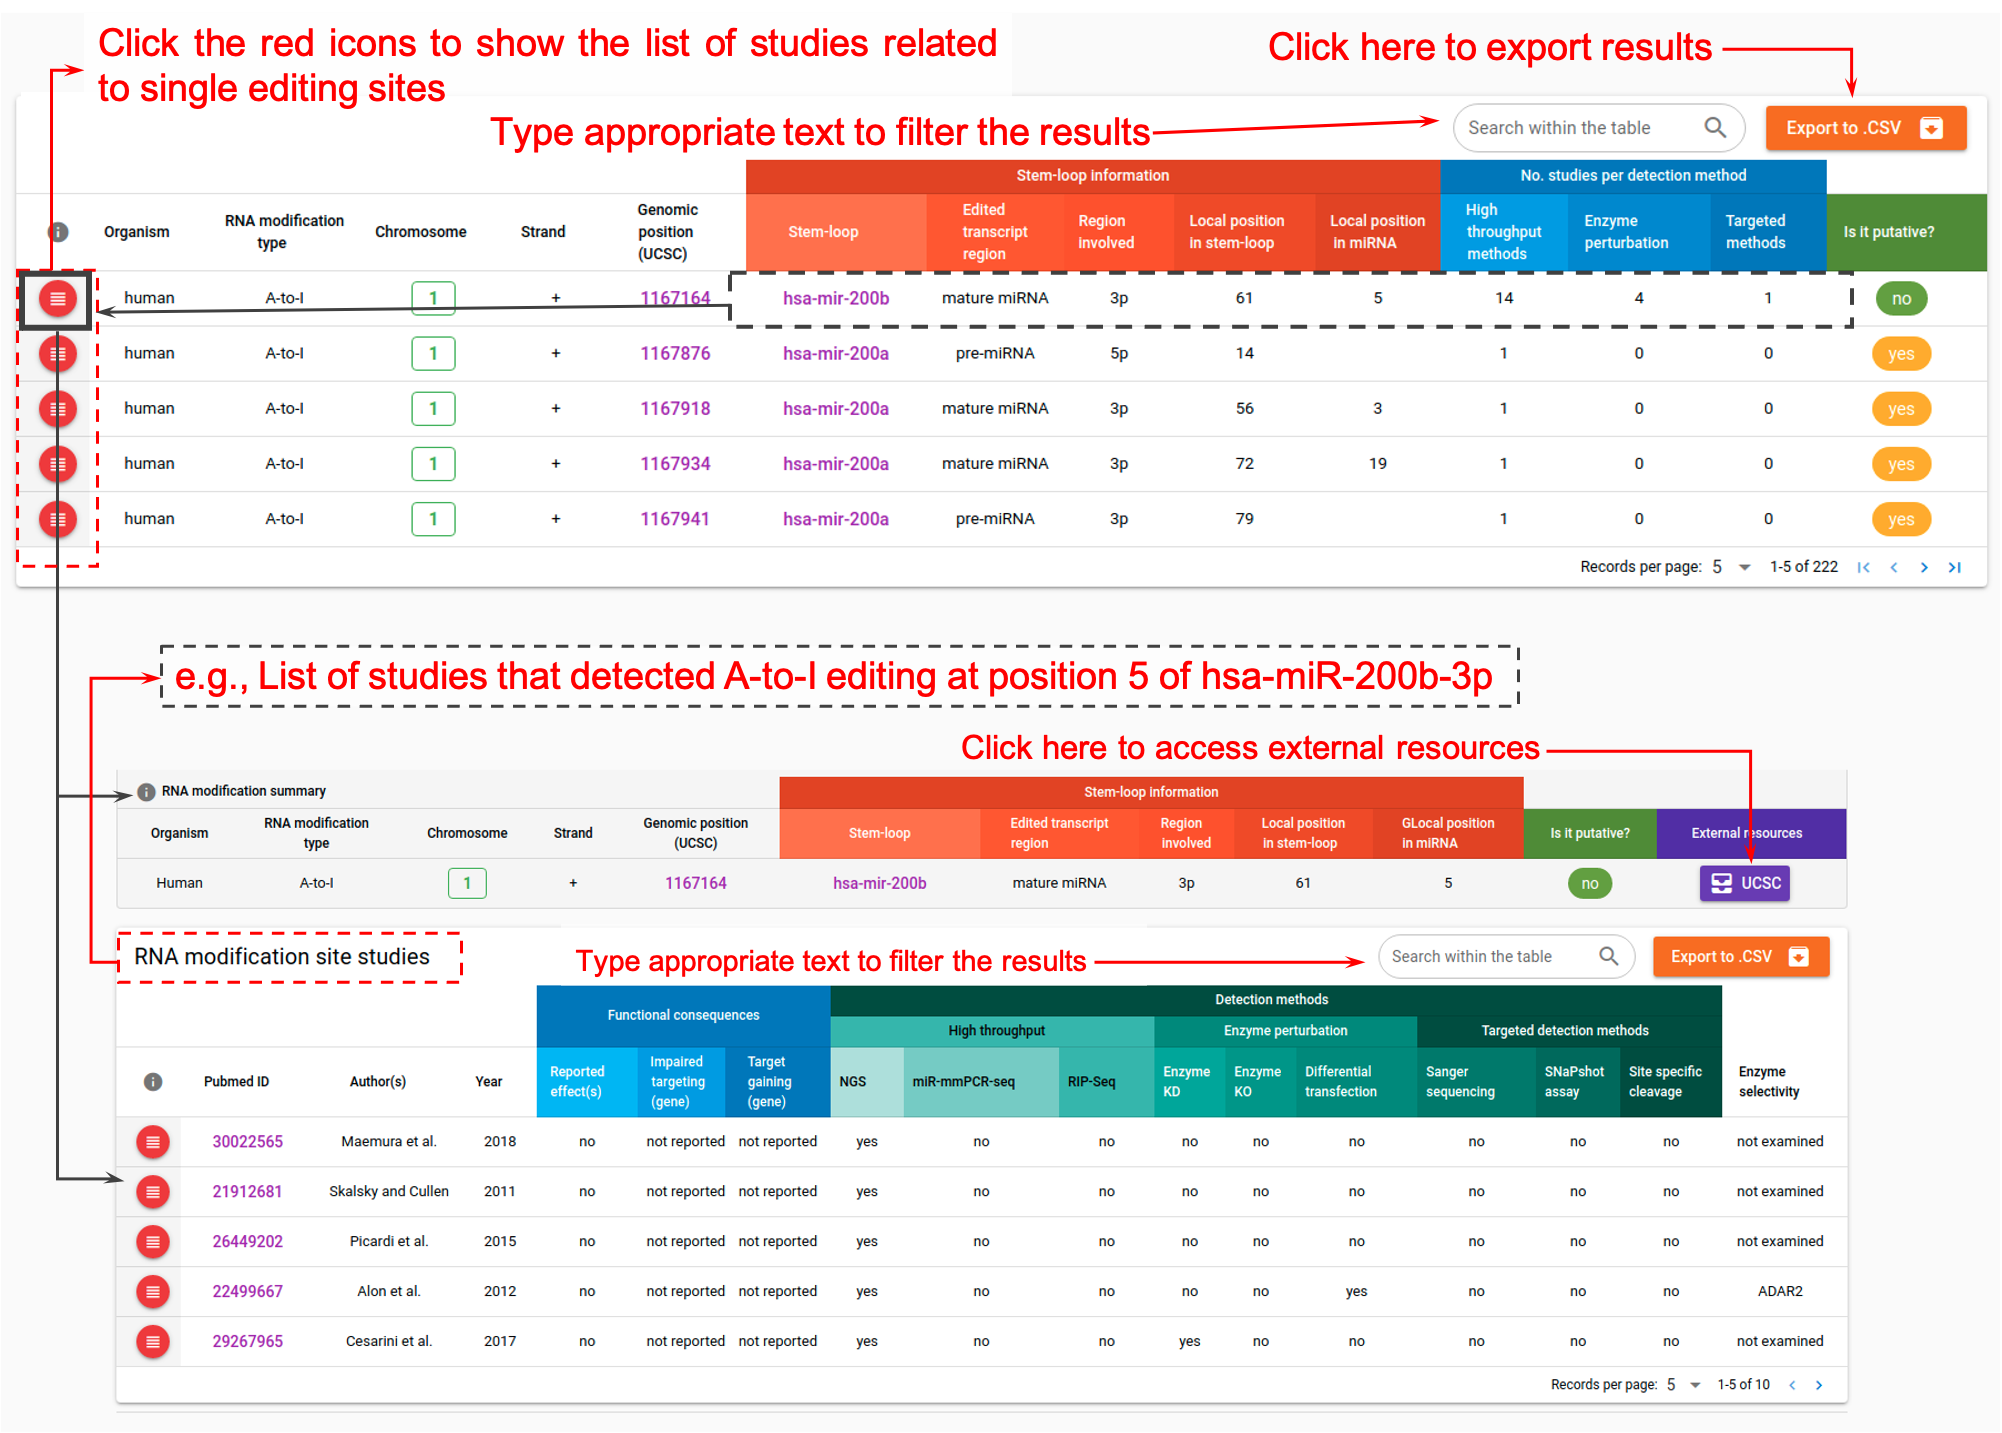 Click the red icons to show the list of studies related
to single editing sites
Click here to export results
Type appropriate text to filter the results
Search within the table
Export to .CSV
Stem-loop information
No. studies per detection method
Organism
RNA modification
type
Chromosome
Strand
Genomic
position
(UCSC)
Stem-loop
Edited
transcript
region
Region
involved
Local position
in stem-loop
Local position
in miRNA
High
throughput
methods
Enzyme
perturbation
Targeted
methods
Is it putative?
human A-to-I 1 + 1167164 hsa-mir-200b mature miRNA 3p 61 5 14 4 1 no
human A-to-I 1 + 1167876 hsa-mir-200a pre-miRNA 5p 14 1 0 0 yes
human A-to-I 1 + 1167918 hsa-mir-200a mature miRNA 3p 56 3 1 0 0 yes
human A-to-I 1 + 1167934 hsa-mir-200a mature miRNA 3p 72 19 1 0 0 yes
human A-to-I 1 + 1167941 hsa-mir-200a pre-miRNA 3p 79 1 0 0 yes
Records per page: 5 1-5 of 222
e.g., List of studies that detected A-to-I editing at position 5 of hsa-miR-200b-3p
Click here to access external resources
RNA modification summary
Stem-loop information
Organism
RNA modification
type
Chromosome
Strand
Genomic position
(UCSC)
Stem-loop
Edited transcript
region
Region
involved
Local position
in stem-loop
GLocal position
in miRNA
Is it putative?
External resources
Human A-to-I 1 + 1167164 hsa-mir-200b mature miRNA 3p 61 5 no UCSC
RNA modification site studies
Type appropriate text to filter the results
Search within the table
Export to .CSV
Functional consequences
Detection methods
High throughput
Enzyme perturbation
Targeted detection methods
Pubmed ID
Author(s)
Year
Reported
effect(s)
Impaired
targeting
(gene)
Target
gaining
(gene)
NGS
miR-mmPCR-seq
RIP-Seq
Enzyme
KD
Enzyme
KO
Differential
transfection
Sanger
sequencing
SNaPshot
assay
Site specific
cleavage
Enzyme
selectivity
30022565 Maemura et al. 2018 no not reported not reported yes no no no no no no no no not examined
21912681 Skalsky and Cullen 2011 no not reported not reported yes no no no no no no no no not examined
26449202 Picardi et al. 2015 no not reported not reported yes no no no no no no no no not examined
22499667 Alon et al. 2012 no not reported not reported yes no no no no yes no no no ADAR2
29267965 Cesarini et al. 2017 no not reported not reported yes no no yes no no no no no not examined
Records per page: 5 1-5 of 10